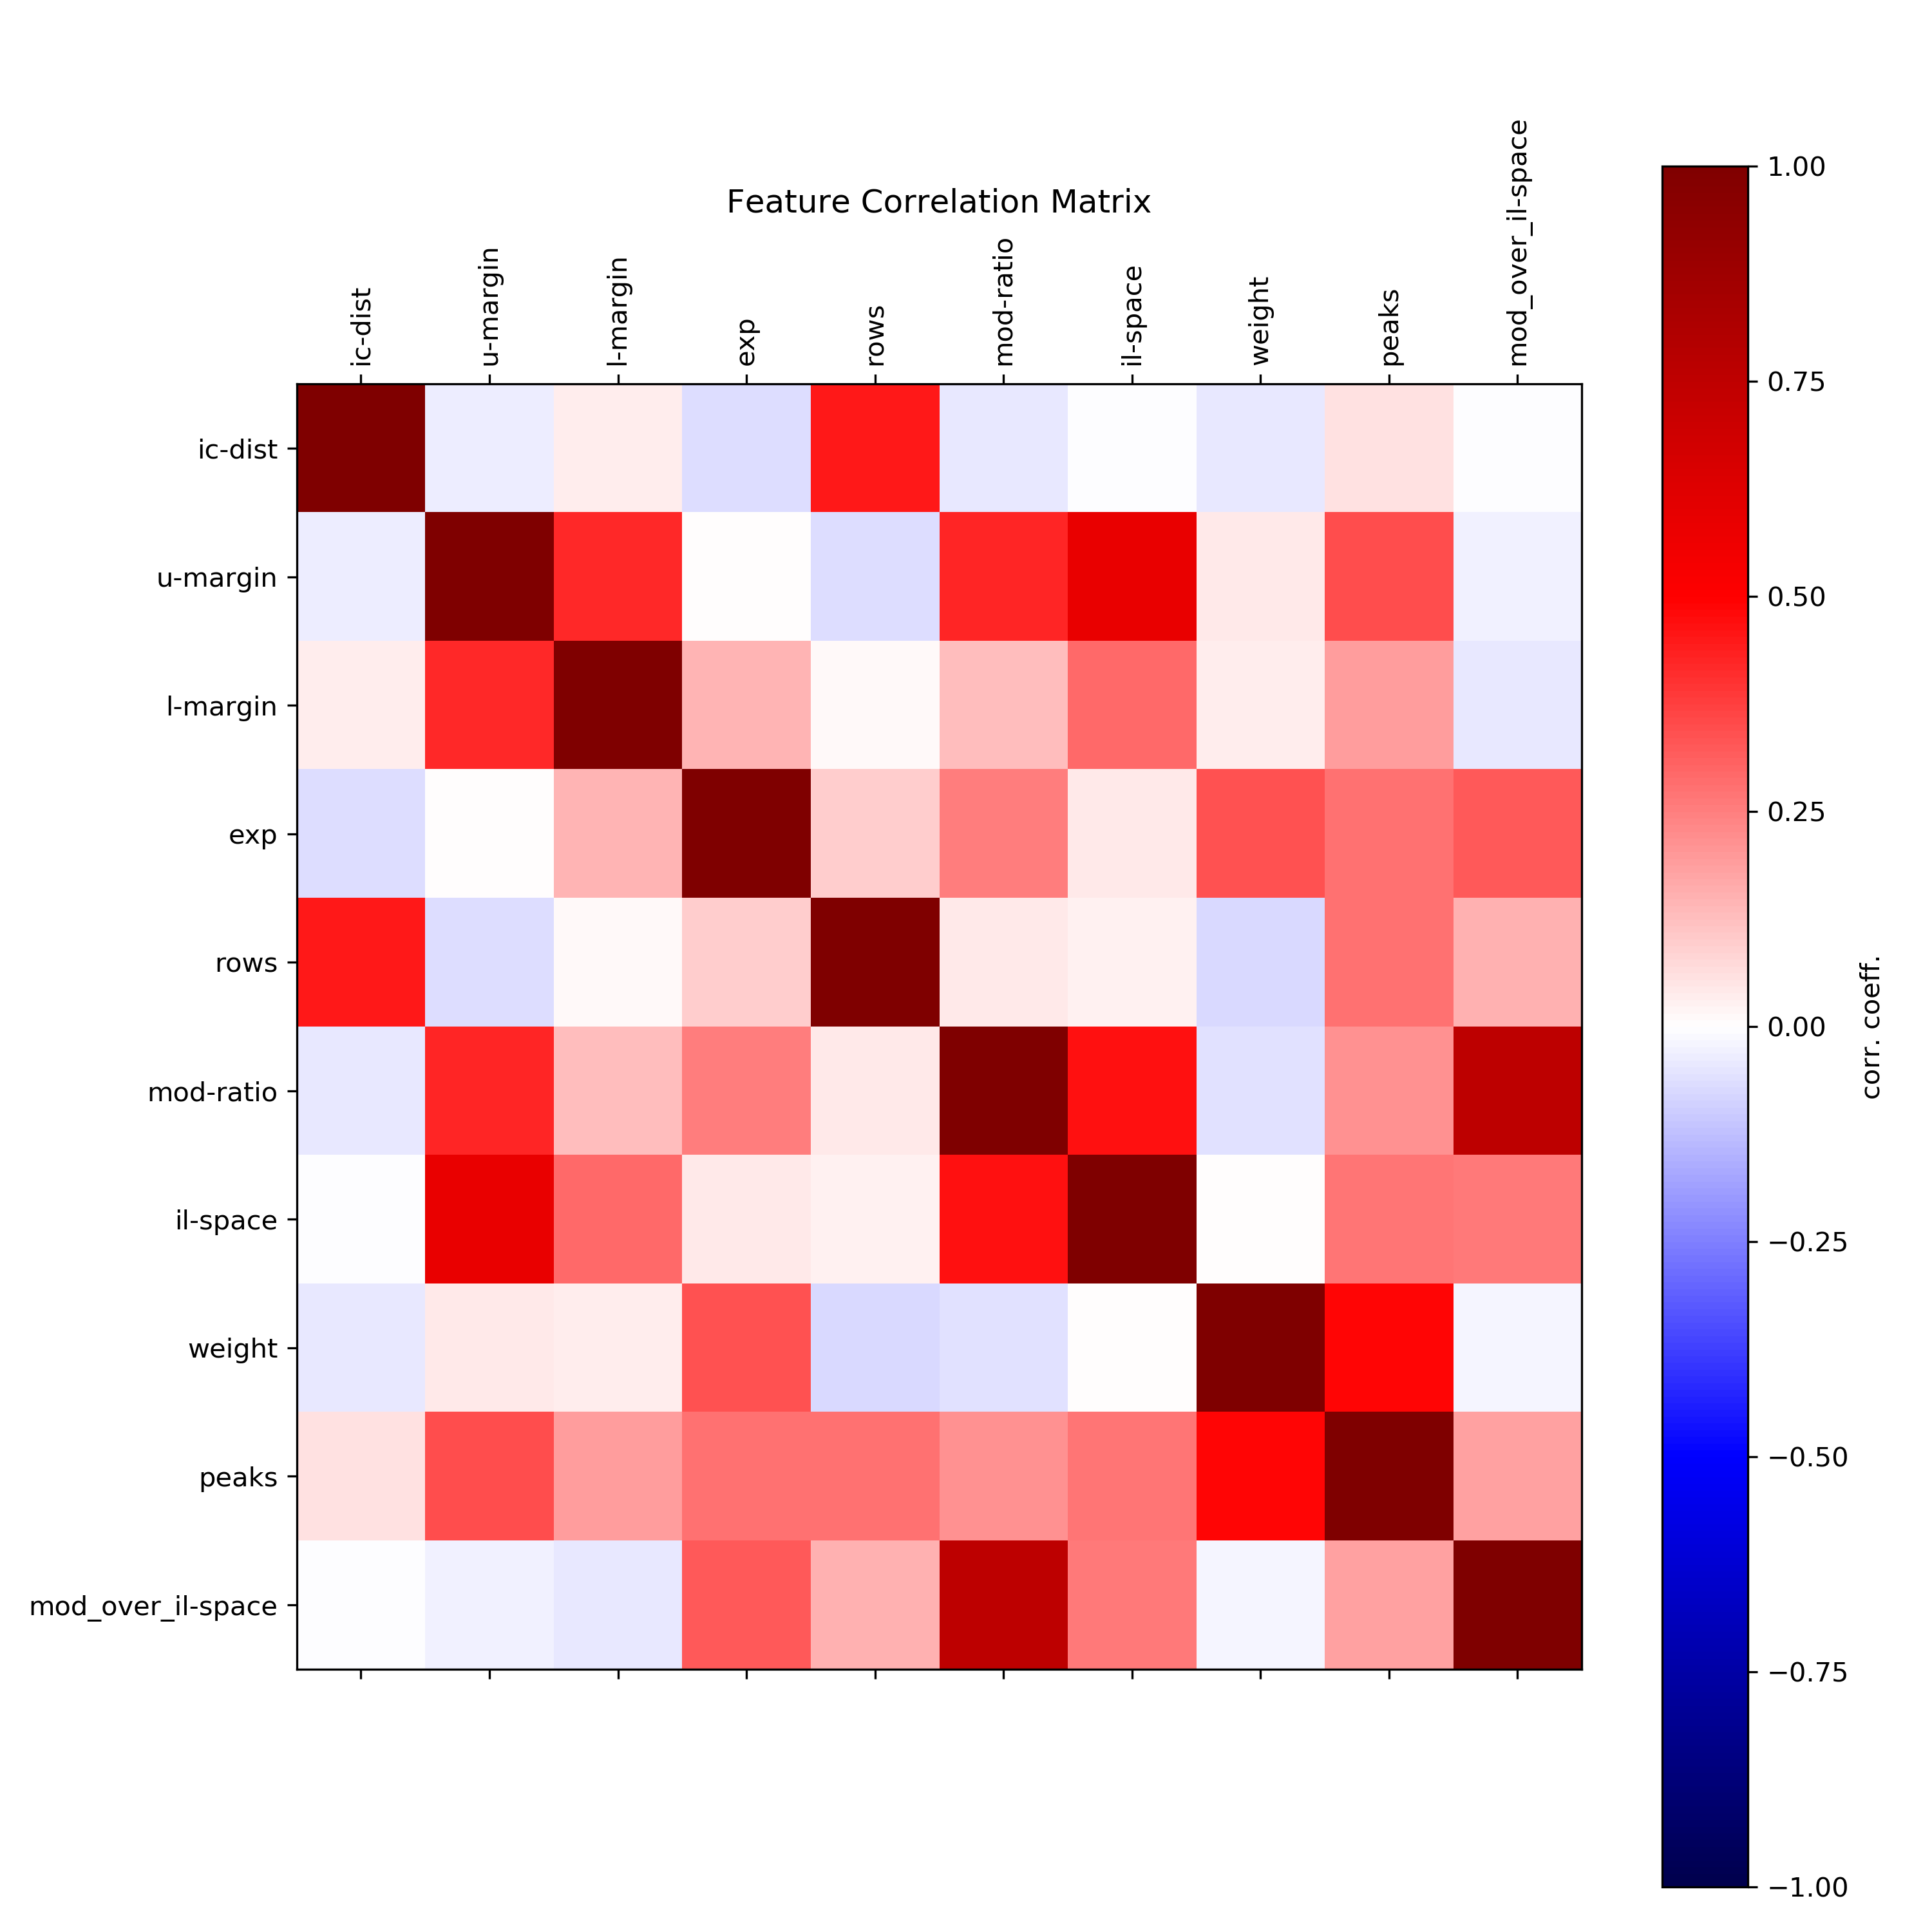 Feature Correlation Matrix
ic-dist
u-margin
l-margin
exp
rows
mod-ratio
il-space
weight
peaks
mod_over_il-space
ic-dist
u-margin
l-margin
exp
rows
mod-ratio
il-space
weight
peaks
mod_over_il-space
1.00
0.75
0.50
0.25
0.00
−0.25
−0.50
−0.75
−1.00
corr. coeff.